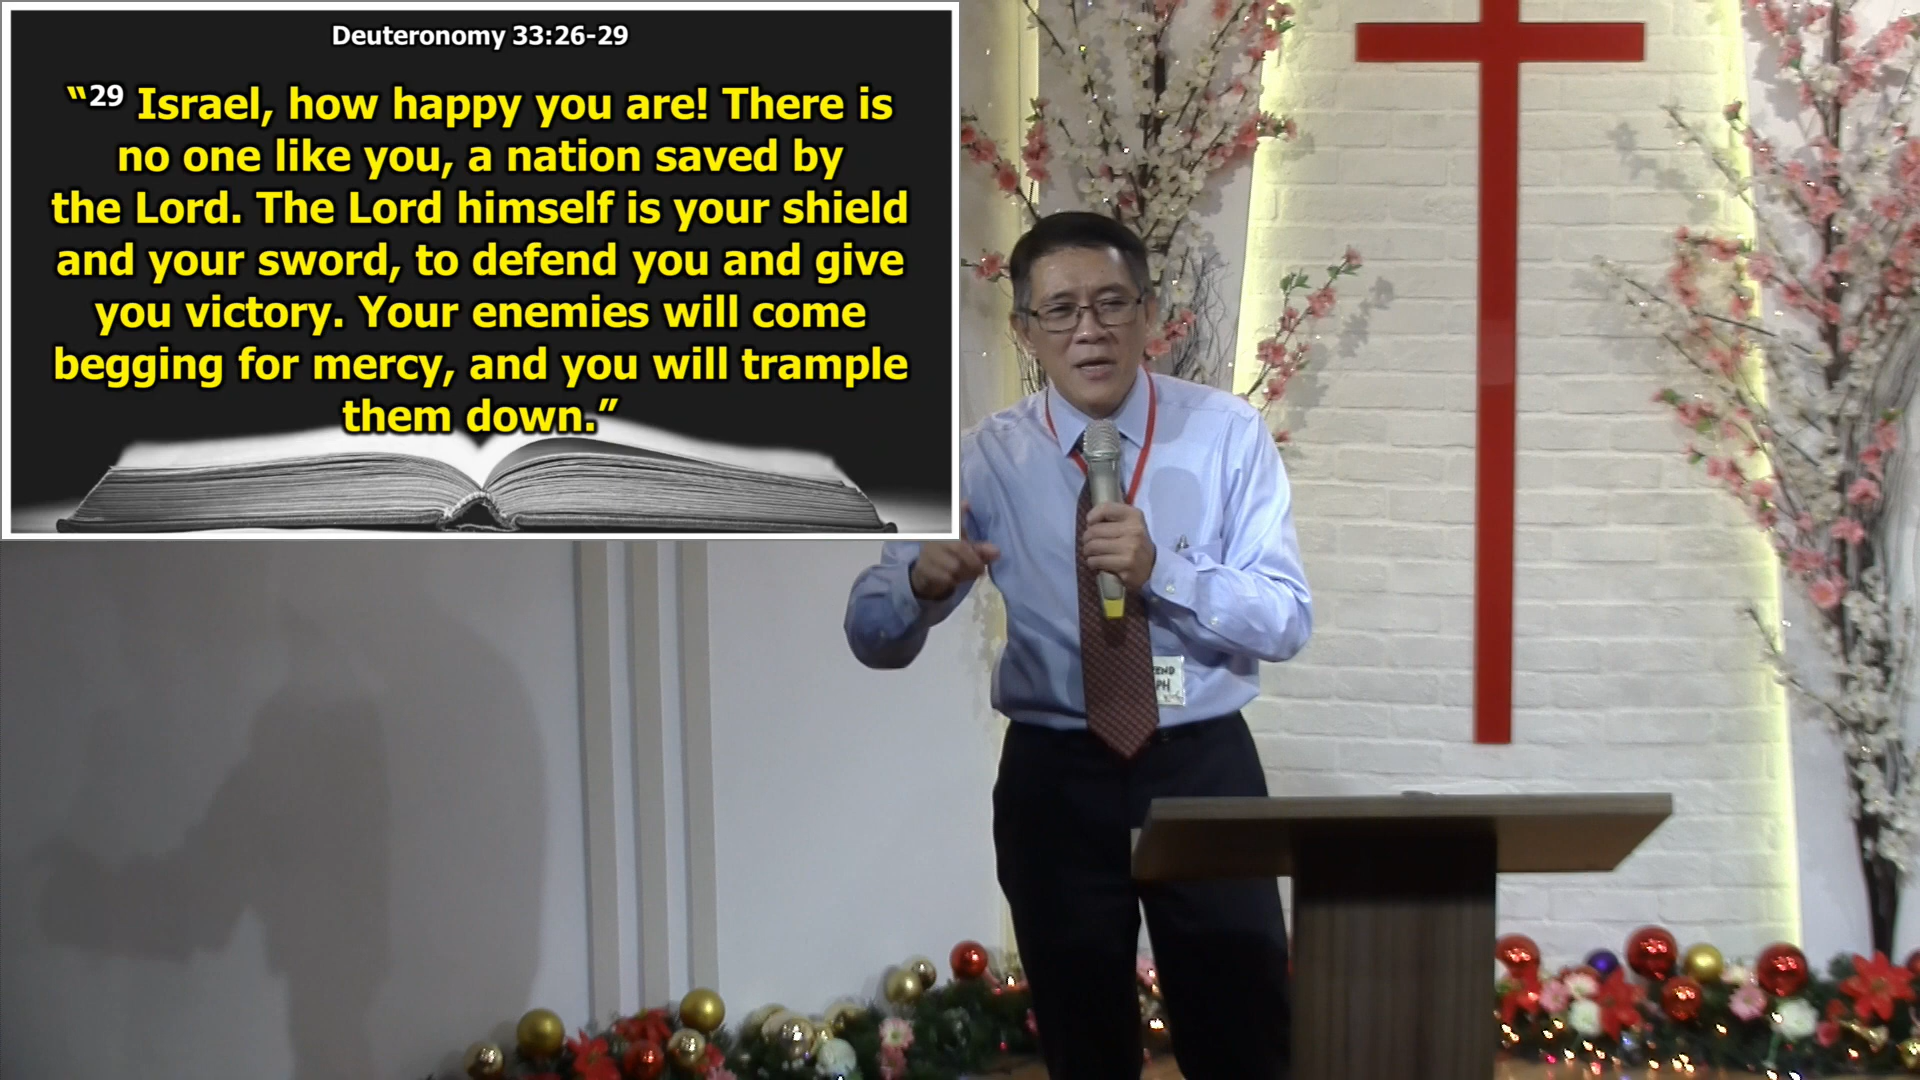 Deuteronomy 33:26-29
“29 Israel, how happy you are! There is
no one like you, a nation saved by
the Lord. The Lord himself is your shield
and your sword, to defend you and give
you victory. Your enemies will come
begging for mercy, and you will trample
them down.”